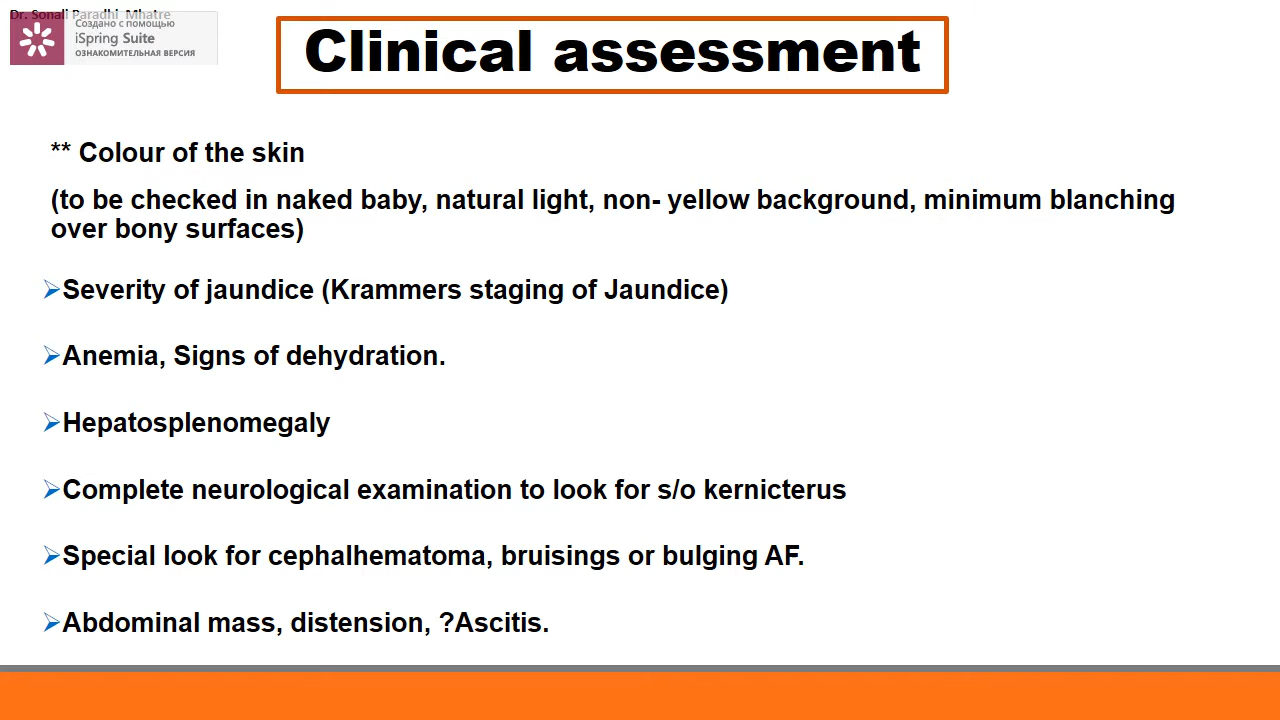 Dr. Sonali Paradhi Mhatre
Создано с помощью
iSpring Suite
ОЗНАКОМИТЕЛЬНАЯ ВЕРСИЯ
Clinical assessment
** Colour of the skin
(to be checked in naked baby, natural light, non- yellow background, minimum blanching
over bony surfaces)
Severity of jaundice (Krammers staging of Jaundice)
Anemia, Signs of dehydration.
Hepatosplenomegaly
Complete neurological examination to look for s/o kernicterus
Special look for cephalhematoma, bruisings or bulging AF.
Abdominal mass, distension, ?Ascitis.